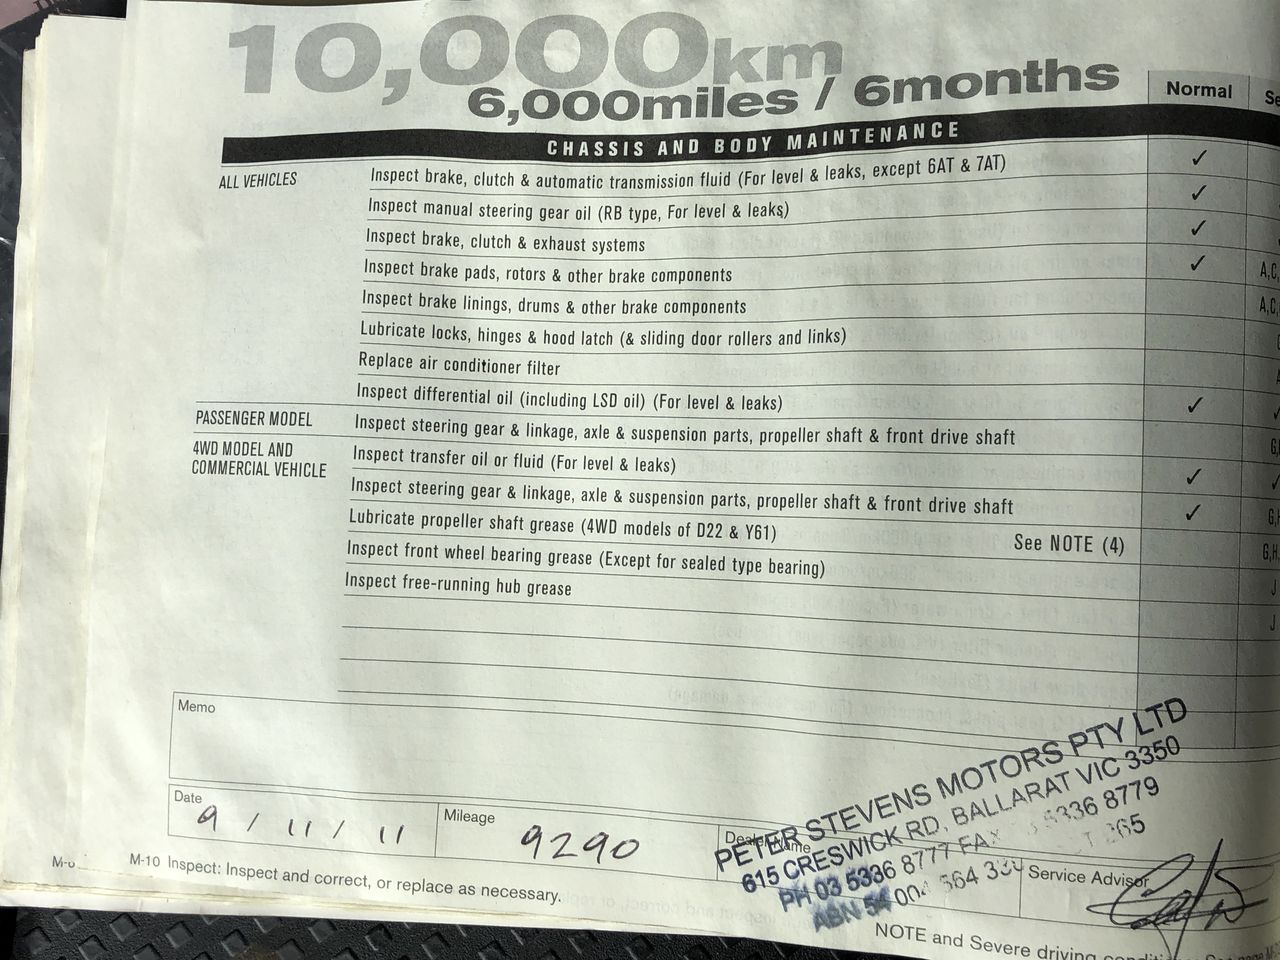 10,000km
6,000miles / 6months
Normal
CHASSIS AND BODY MAINTENANCE
ALL VEHICLES
Inspect brake, clutch & automatic transmission fluid (For level & leaks, except 6AT & 7AT) ✓
Inspect manual steering gear oil (RB type, For level & leaks) ✓
Inspect brake, clutch & exhaust systems ✓
Inspect brake pads, rotors & other brake components ✓ A,C,
Inspect brake linings, drums & other brake components A,C,
Lubricate locks, hinges & hood latch (& sliding door rollers and links)
Replace air conditioner filter
Inspect differential oil (including LSD oil) (For level & leaks) ✓
PASSENGER MODEL
Inspect steering gear & linkage, axle & suspension parts, propeller shaft & front drive shaft
4WD MODEL AND
COMMERCIAL VEHICLE
Inspect transfer oil or fluid (For level & leaks) ✓
Inspect steering gear & linkage, axle & suspension parts, propeller shaft & front drive shaft ✓
Lubricate propeller shaft grease (4WD models of D22 & Y61) See NOTE (4)
Inspect front wheel bearing grease (Except for sealed type bearing)
Inspect free-running hub grease
Memo
Date
9 / 11 / 11
Mileage
9290
Dealer Name
PETER STEVENS MOTORS PTY LTD
615 CRESWICK RD, BALLARAT VIC 3350
PH 03 5336 8777 FAX 5336 8779
ABN 54 004 564
Service Advisor
M-10 Inspect: Inspect and correct, or replace as necessary.
NOTE and Severe driving